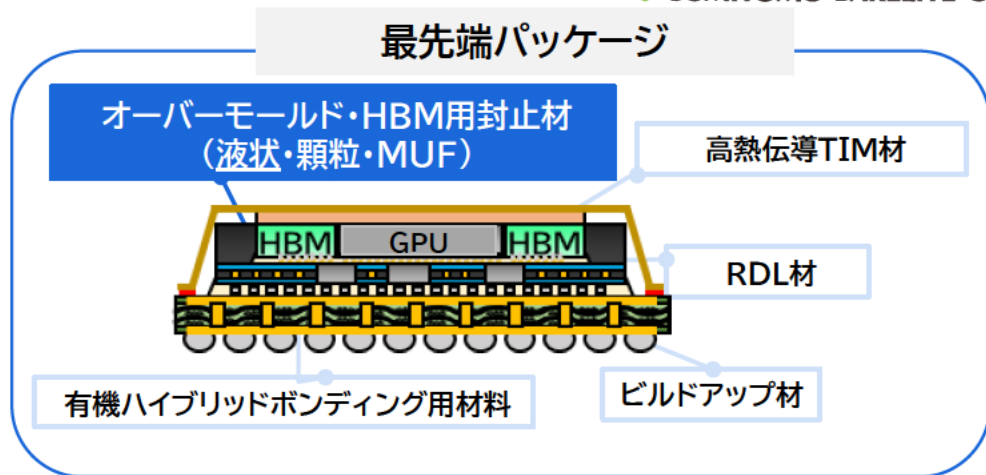 最先端パッケージ
オーバーモールド・HBM用封止材
（液状・顆粒・MUF）
高熱伝導TIM材
HBM
GPU
HBM
RDL材
有機ハイブリッドボンディング用材料
ビルドアップ材